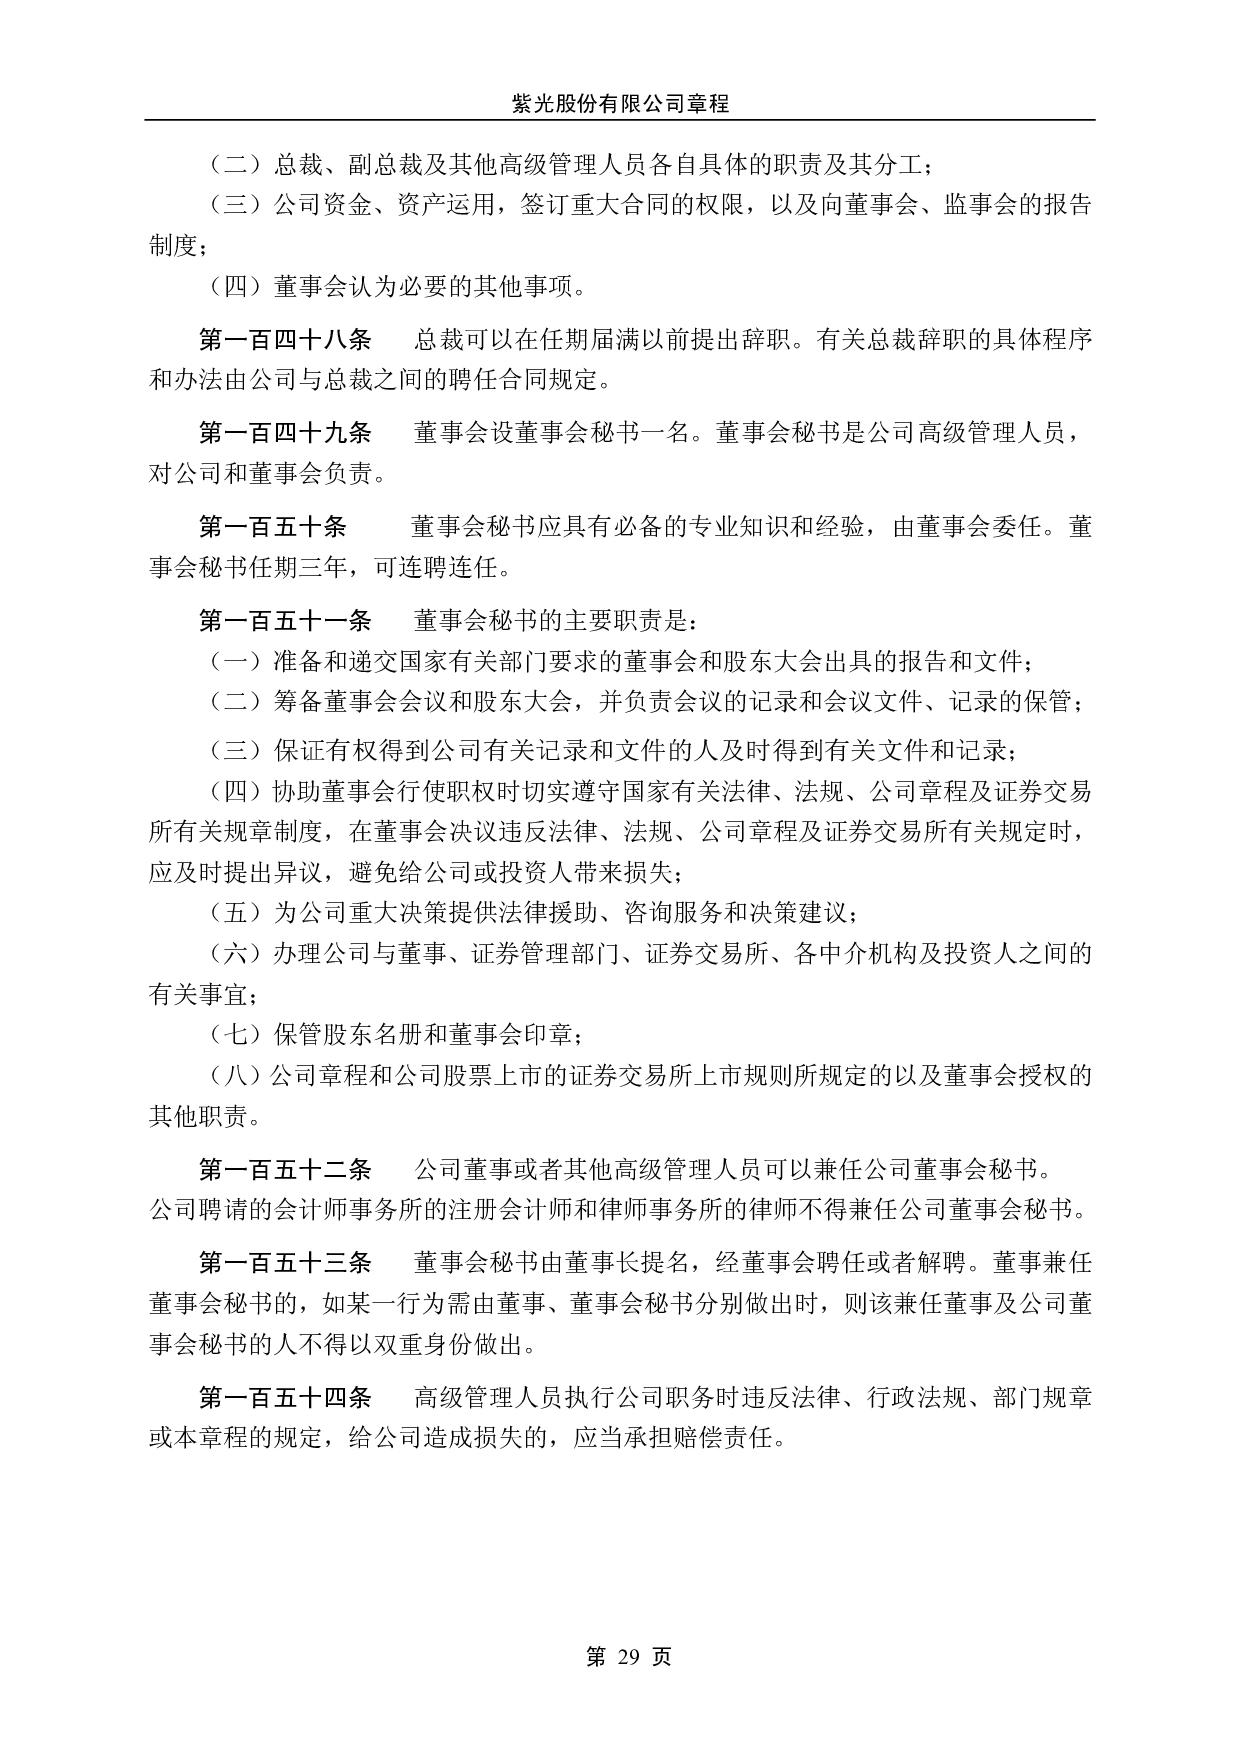 紫光股份有限公司章程
（二）总裁、副总裁及其他高级管理人员各自具体的职责及其分工；
（三）公司资金、资产运用，签订重大合同的权限，以及向董事会、监事会的报告
制度；
（四）董事会认为必要的其他事项。
第一百四十八条 总裁可以在任期届满以前提出辞职。有关总裁辞职的具体程序
和办法由公司与总裁之间的聘任合同规定。
第一百四十九条 董事会设董事会秘书一名。董事会秘书是公司高级管理人员，
对公司和董事会负责。
第一百五十条 董事会秘书应具有必备的专业知识和经验，由董事会委任。董
事会秘书任期三年，可连聘连任。
第一百五十一条 董事会秘书的主要职责是：
（一）准备和递交国家有关部门要求的董事会和股东大会出具的报告和文件；
（二）筹备董事会会议和股东大会，并负责会议的记录和会议文件、记录的保管；
（三）保证有权得到公司有关记录和文件的人及时得到有关文件和记录；
（四）协助董事会行使职权时切实遵守国家有关法律、法规、公司章程及证券交易
所有关规章制度，在董事会决议违反法律、法规、公司章程及证券交易所有关规定时，
应及时提出异议，避免给公司或投资人带来损失；
（五）为公司重大决策提供法律援助、咨询服务和决策建议；
（六）办理公司与董事、证券管理部门、证券交易所、各中介机构及投资人之间的
有关事宜；
（七）保管股东名册和董事会印章；
（八）公司章程和公司股票上市的证券交易所上市规则所规定的以及董事会授权的
其他职责。
第一百五十二条 公司董事或者其他高级管理人员可以兼任公司董事会秘书。
公司聘请的会计师事务所的注册会计师和律师事务所的律师不得兼任公司董事会秘书。
第一百五十三条 董事会秘书由董事长提名，经董事会聘任或者解聘。董事兼任
董事会秘书的，如某一行为需由董事、董事会秘书分别做出时，则该兼任董事及公司董
事会秘书的人不得以双重身份做出。
第一百五十四条 高级管理人员执行公司职务时违反法律、行政法规、部门规章
或本章程的规定，给公司造成损失的，应当承担赔偿责任。
第 29 页